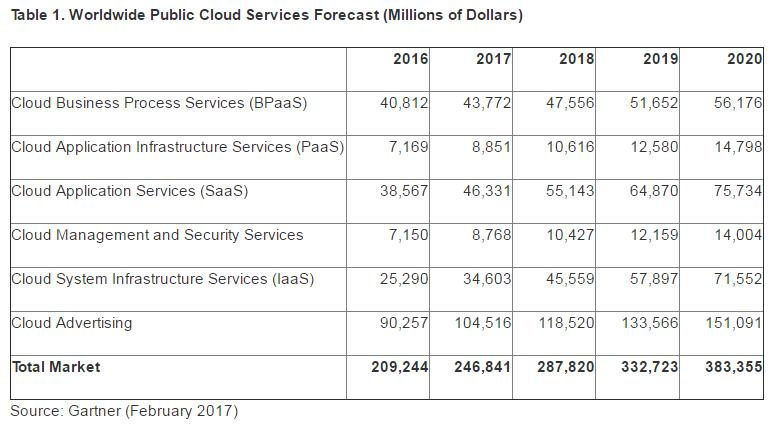 Table 1. Worldwide Public Cloud Services Forecast (Millions of Dollars)
2016 2017 2018 2019 2020
Cloud Business Process Services (BPaaS) 40,812 43,772 47,556 51,652 56,176
Cloud Application Infrastructure Services (PaaS) 7,169 8,851 10,616 12,580 14,798
Cloud Application Services (SaaS) 38,567 46,331 55,143 64,870 75,734
Cloud Management and Security Services 7,150 8,768 10,427 12,159 14,004
Cloud System Infrastructure Services (IaaS) 25,290 34,603 45,559 57,897 71,552
Cloud Advertising 90,257 104,516 118,520 133,566 151,091
Total Market 209,244 246,841 287,820 332,723 383,355
Source: Gartner (February 2017)